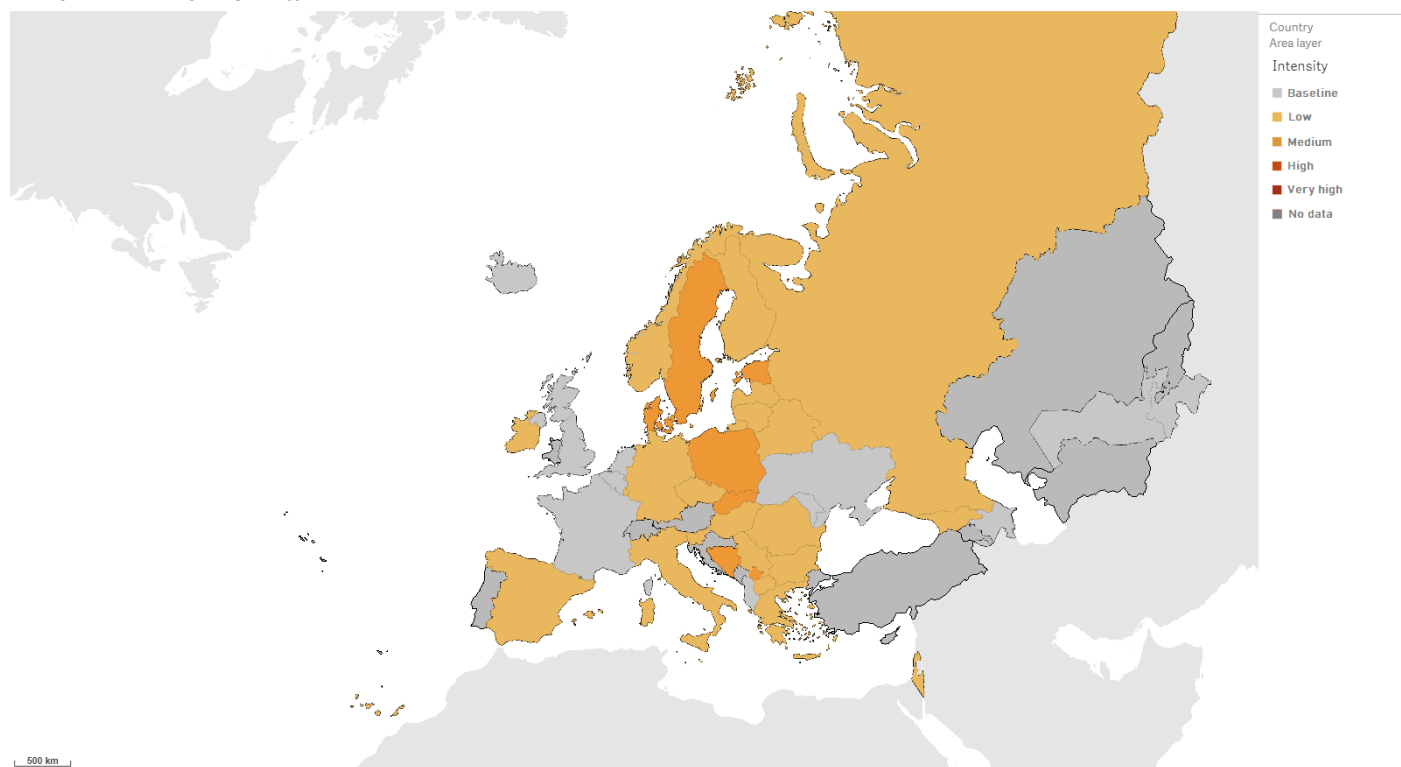 Country
Area layer
Intensity
Baseline
Low
Medium
High
Very high
No data
500 km